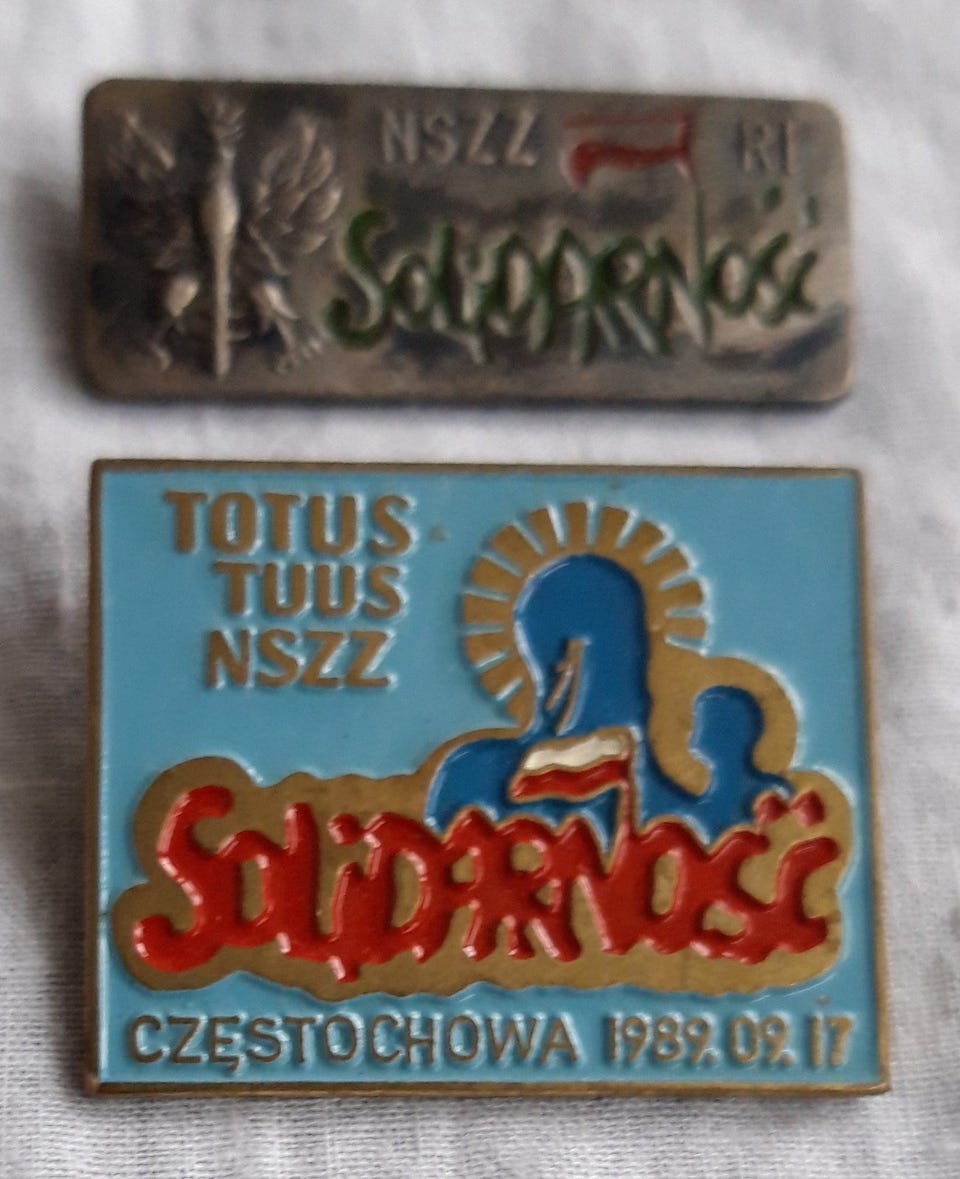 NSZZ RI
SOLiDARNOŚĆ
TOTUS
TUUS
NSZZ
SOLiDARNOŚĆ
CZĘSTOCHOWA 1989.09.17